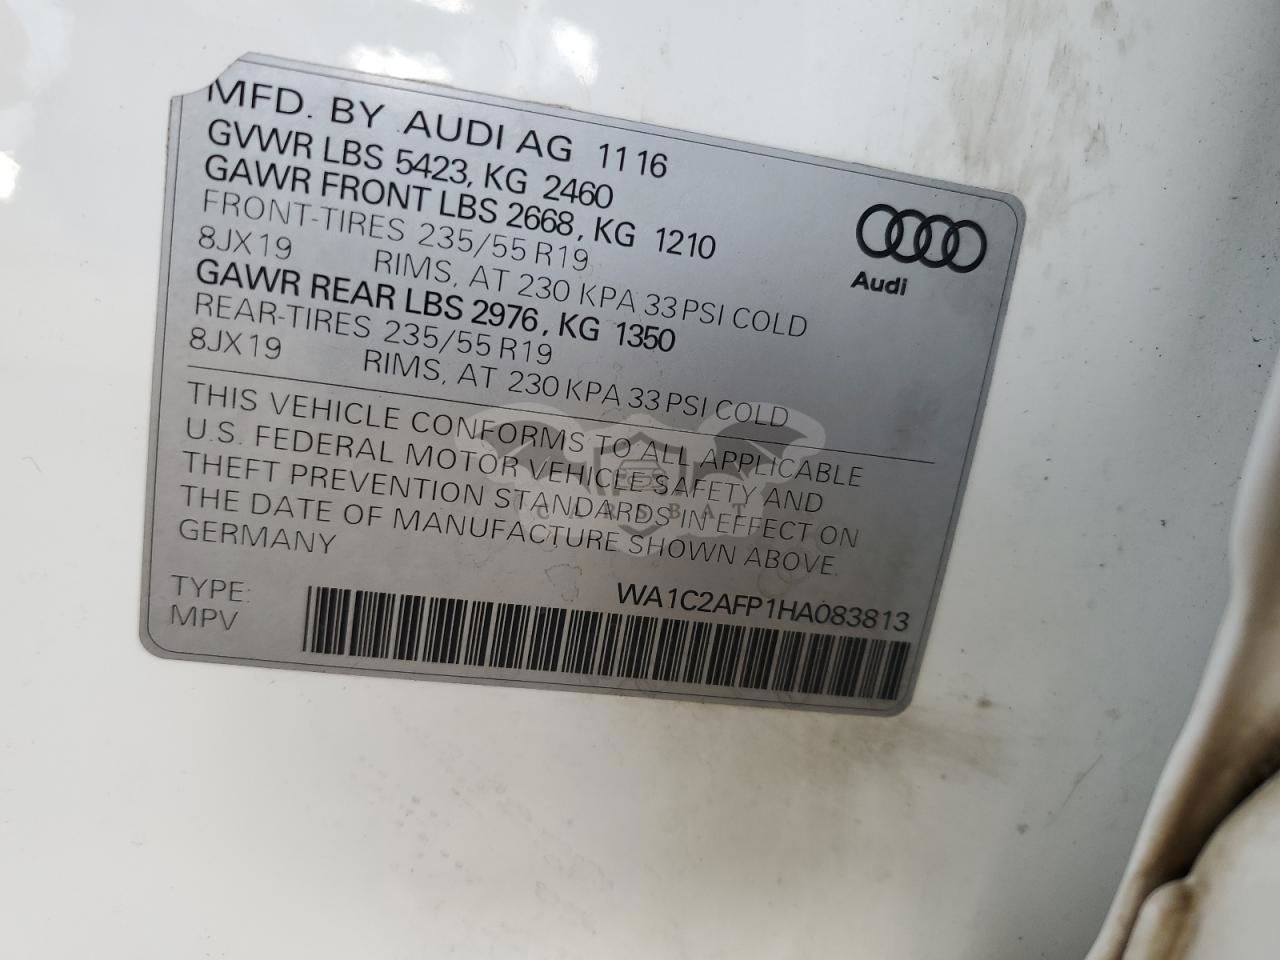 MFD. BY AUDI AG 11 16
GVWR LBS 5423, KG 2460
GAWR FRONT LBS 2668, KG 1210
FRONT-TIRES 235/55 R19
8JX19 RIMS, AT 230 KPA 33 PSI COLD
GAWR REAR LBS 2976, KG 1350
REAR-TIRES 235/55 R19
8JX19 RIMS, AT 230 KPA 33 PSI COLD
Audi
THIS VEHICLE CONFORMS TO ALL APPLICABLE
U.S. FEDERAL MOTOR VEHICLE SAFETY AND
THEFT PREVENTION STANDARDS IN EFFECT ON
THE DATE OF MANUFACTURE SHOWN ABOVE.
GERMANY
CARSBAT
TYPE: WA1C2AFP1HA083813
MPV